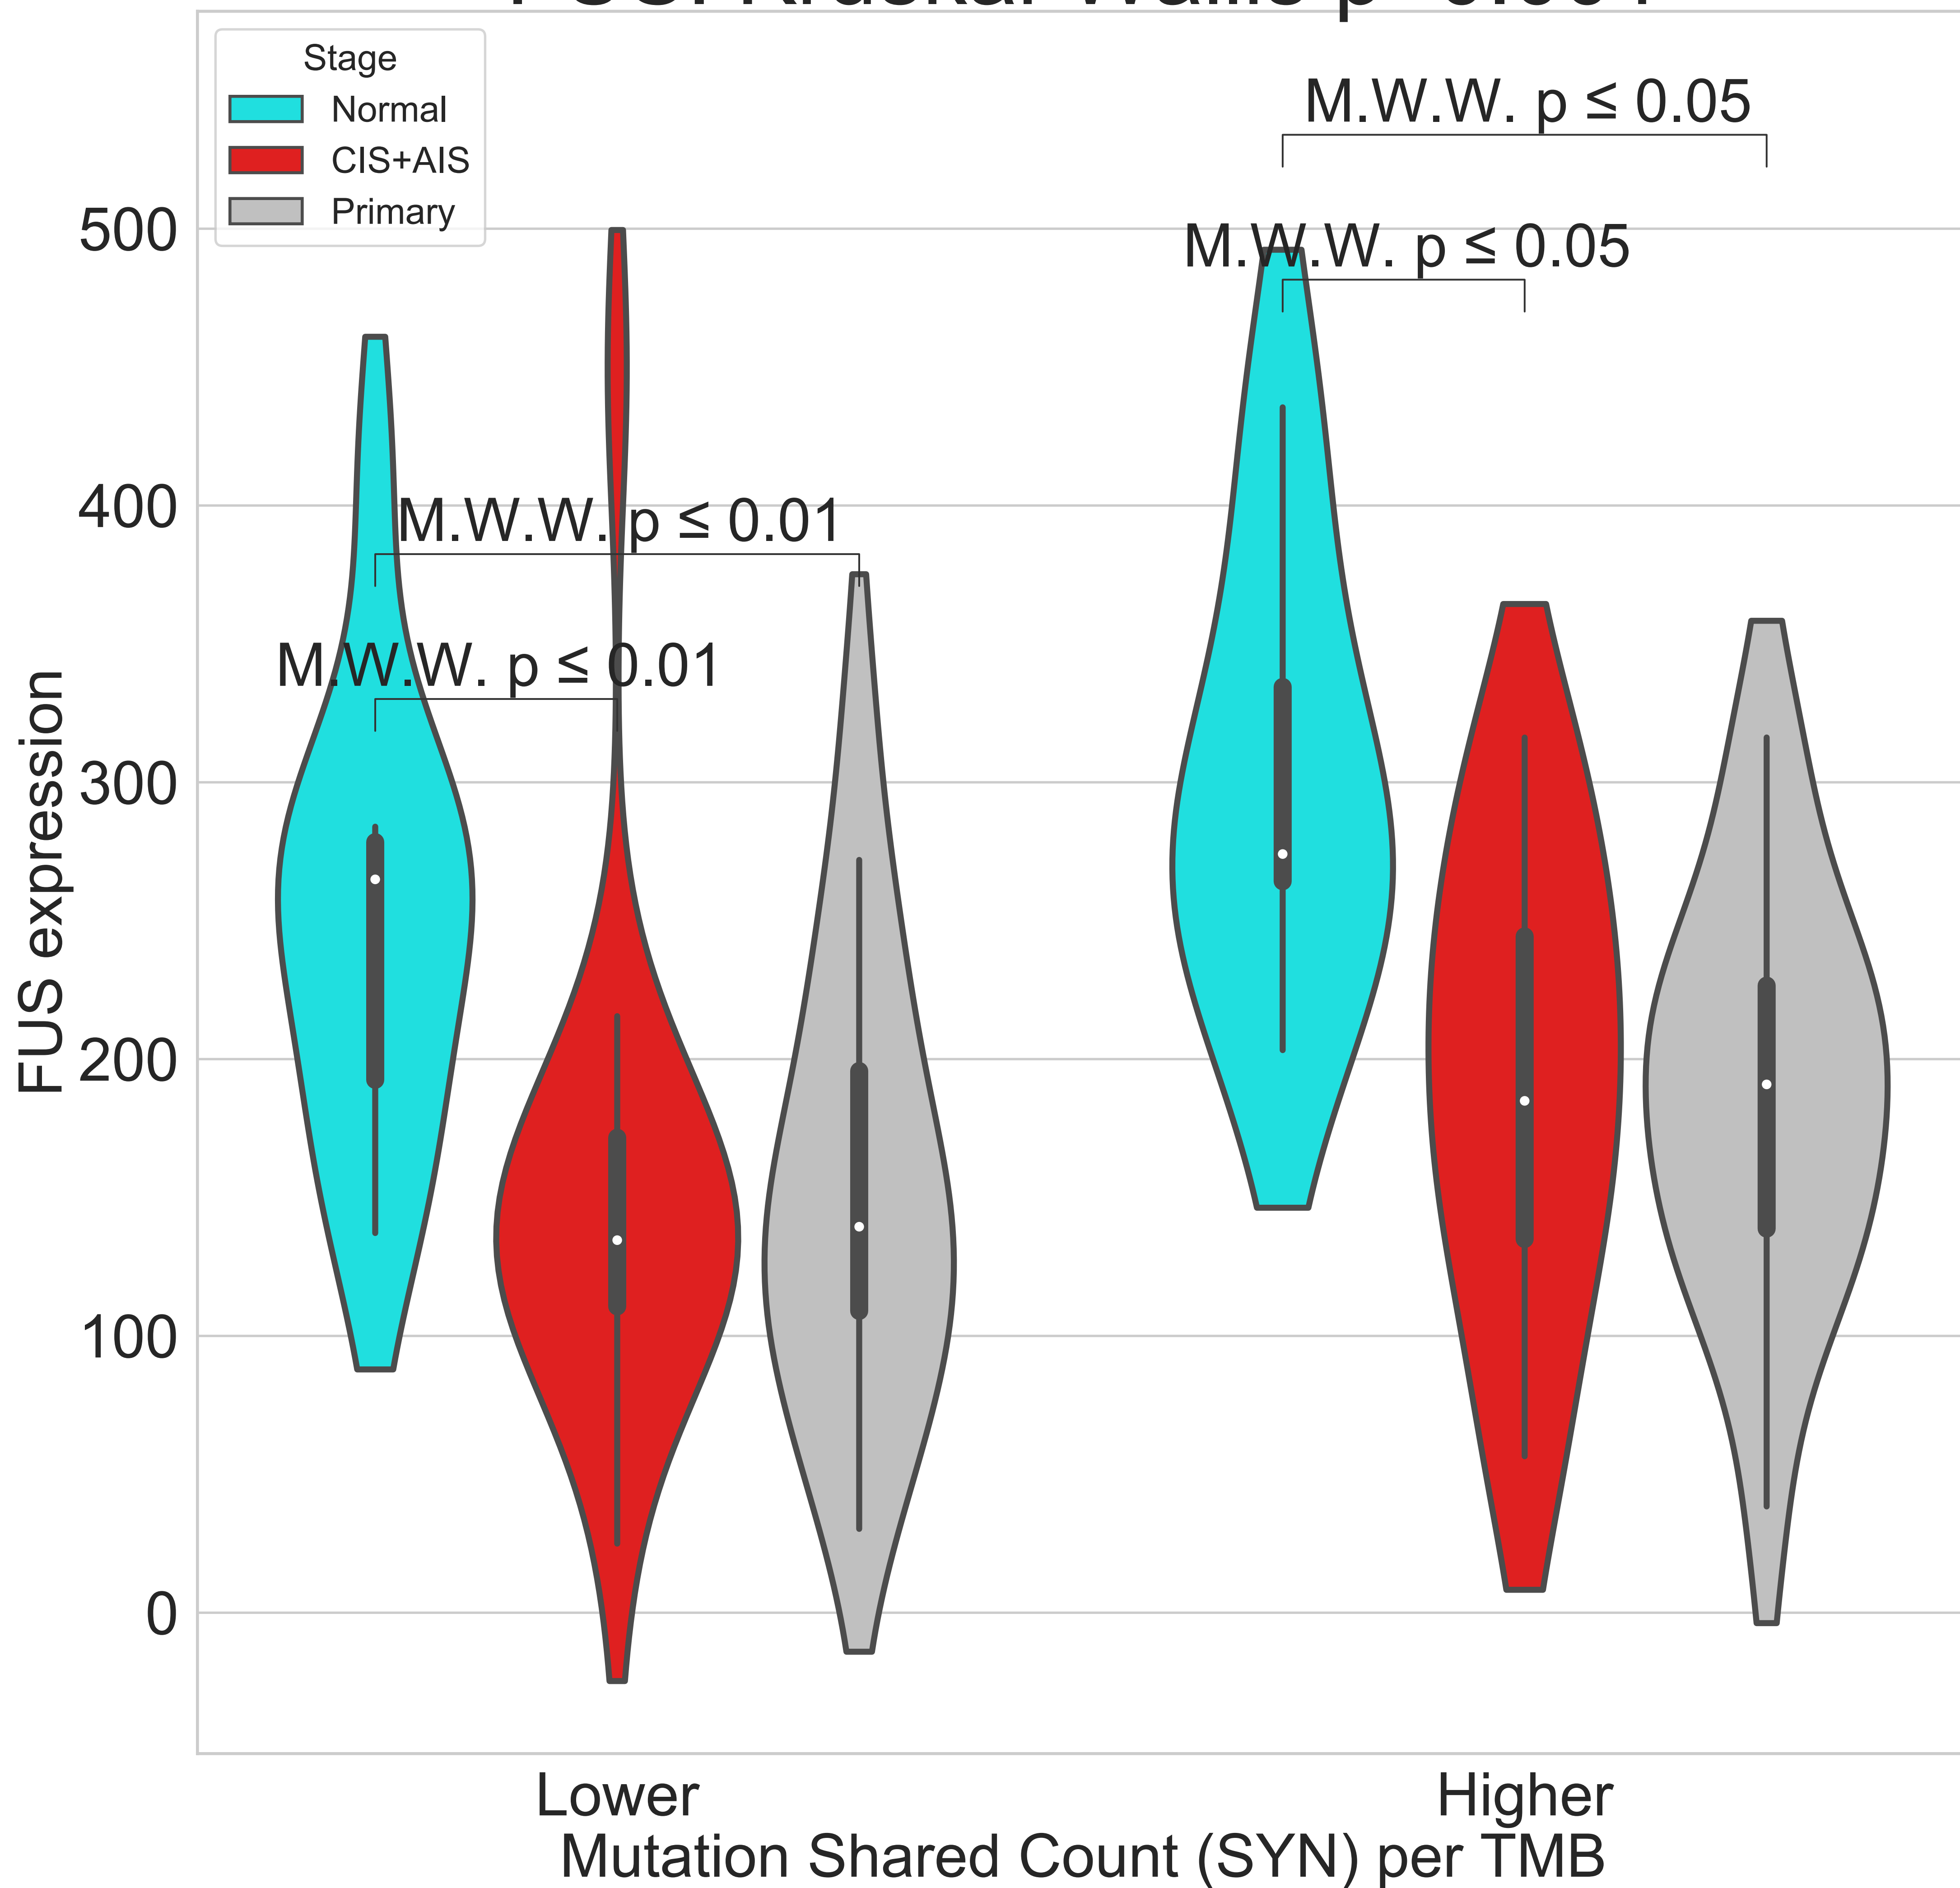 Stage
Normal
CIS+AIS
Primary
M.W.W. p ≤ 0.05
M.W.W. p ≤ 0.05
M.W.W. p ≤ 0.01
M.W.W. p ≤ 0.01
500
400
300
200
100
0
FUS expression
Lower
Higher
Mutation Shared Count (SYN) per TMB